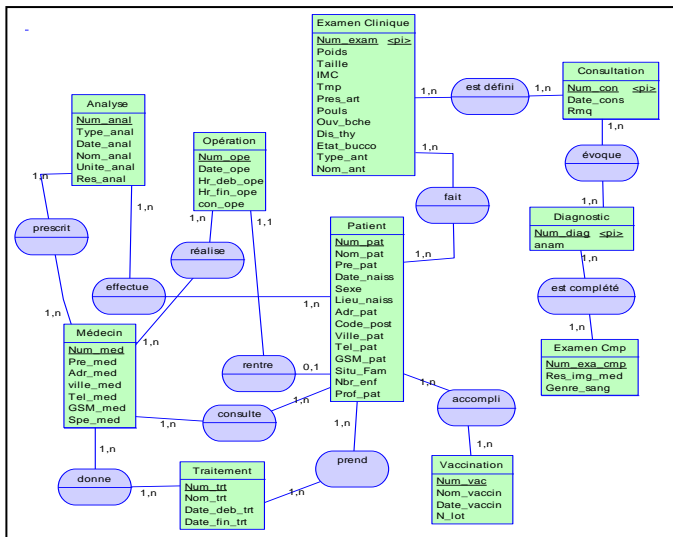 Examen Clinique
Num_exam <pi>
Poids
Taille
IMC
Tmp
Pres_art
Pouls
Ouv_bche
Dis_thy
Etat_bucco
Type_ant
Nom_ant
1,n
est défini
1,n
Consultation
Num_con <pi>
Date_cons
Rmq
1,n
évoque
1,n
Diagnostic
Num_diag <pi>
anam
1,n
est complété
1,n
Examen Cmp
Num_exa_cmp
Res_img_med
Genre_sang
Analyse
Num_anal
Type_anal
Date_anal
Nom_anal
Unite_anal
Res_anal
1,n
1,n
prescrit
1,n
effectue
1,n
Opération
Num_ope
Date_ope
Hr_deb_ope
Hr_fin_ope
con_ope
1,n
1,1
réalise
1,n
rentre
0,1
1,n
fait
1,n
Patient
Num_pat
Nom_pat
Pre_pat
Date_naiss
Sexe
Lieu_naiss
Adr_pat
Code_post
Ville_pat
Tel_pat
GSM_pat
Situ_Fam
Nbr_enf
Prof_pat
Médecin
Num_med
Pre_med
Adr_med
ville_med
Tel_med
GSM_med
Spe_med
1,n
consulte
1,n
1,n
accompli
1,n
Vaccination
Num_vac
Nom_vaccin
Date_vaccin
N_lot
1,n
donne
1,n
Traitement
Num_trt
Nom_trt
Date_deb_trt
Date_fin_trt
1,n
prend
1,n